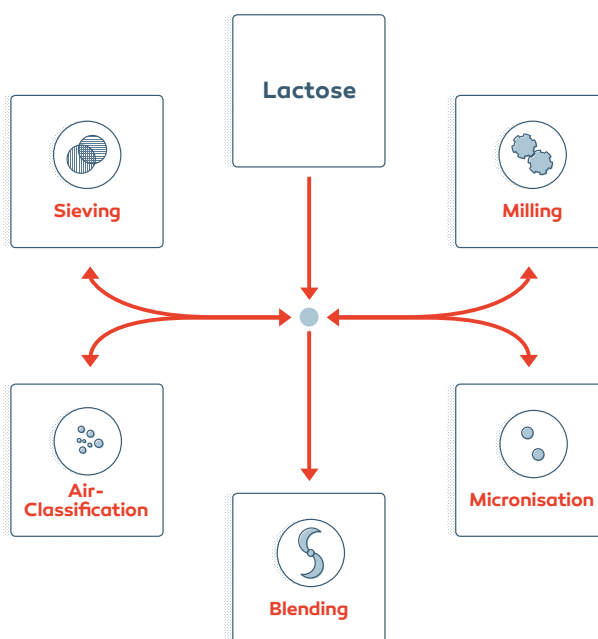 Lactose
Sieving
Milling
Air-
Classification
Micronisation
Blending